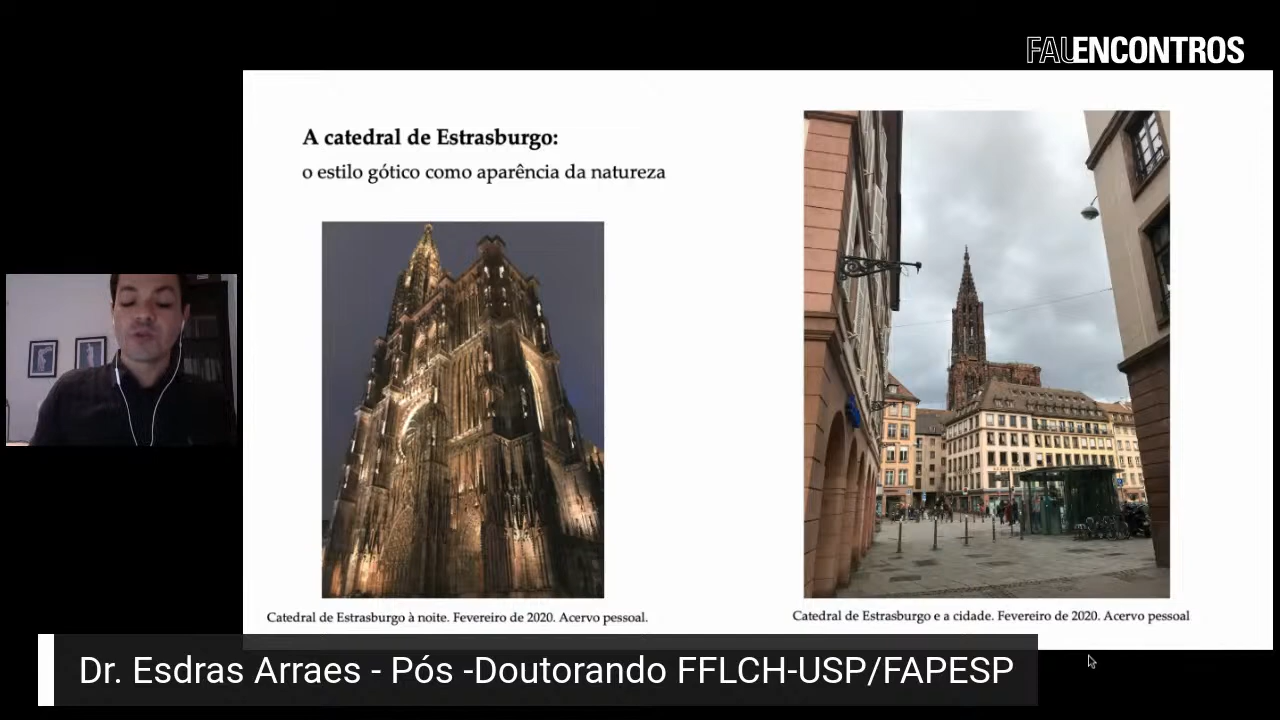 FAUENCONTROS
A catedral de Estrasburgo:
o estilo gótico como aparência da natureza
Catedral de Estrasburgo à noite. Fevereiro de 2020. Acervo pessoal.
Catedral de Estrasburgo e a cidade. Fevereiro de 2020. Acervo pessoal
Dr. Esdras Arraes - Pós -Doutorando FFLCH-USP/FAPESP